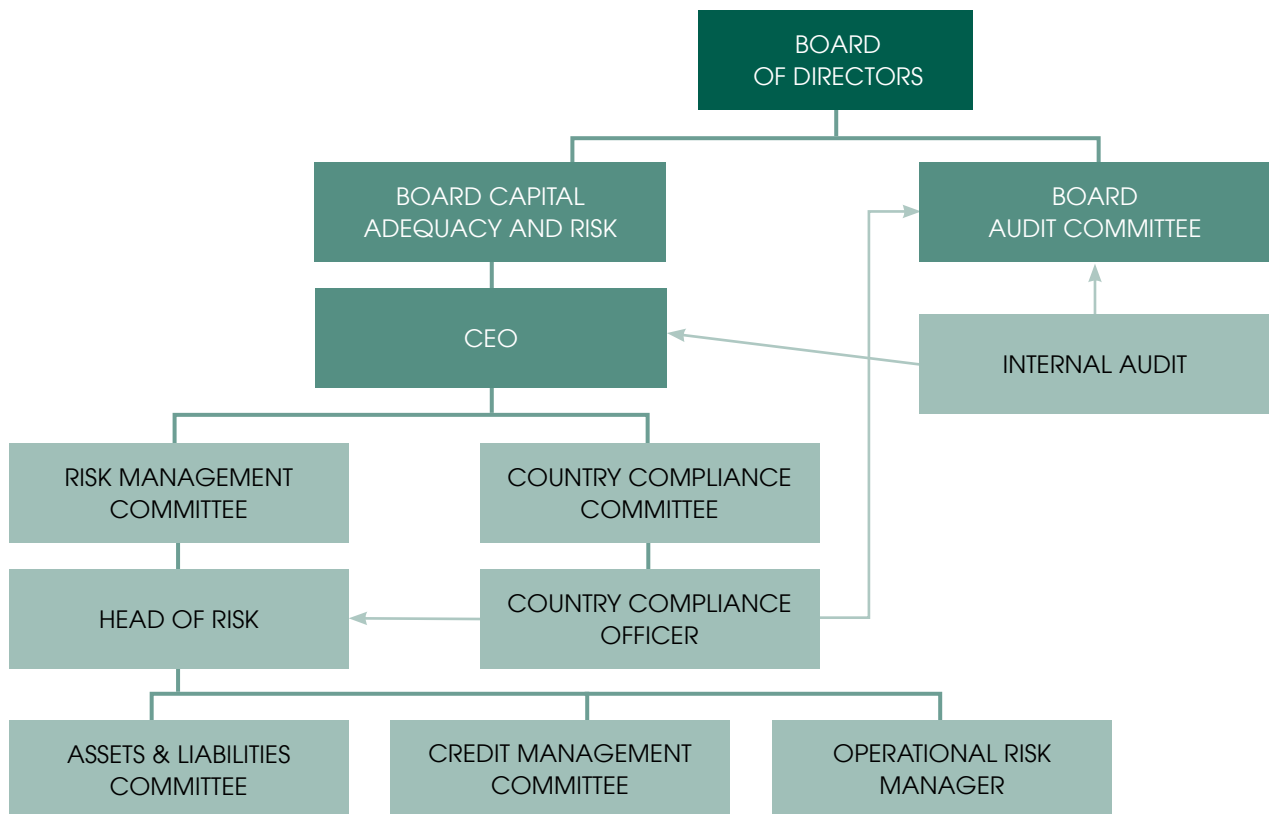 BOARD
OF DIRECTORS
BOARD CAPITAL
ADEQUACY AND RISK
BOARD
AUDIT COMMITTEE
CEO
INTERNAL AUDIT
RISK MANAGEMENT
COMMITTEE
COUNTRY COMPLIANCE
COMMITTEE
HEAD OF RISK
COUNTRY COMPLIANCE
OFFICER
ASSETS & LIABILITIES
COMMITTEE
CREDIT MANAGEMENT
COMMITTEE
OPERATIONAL RISK
MANAGER